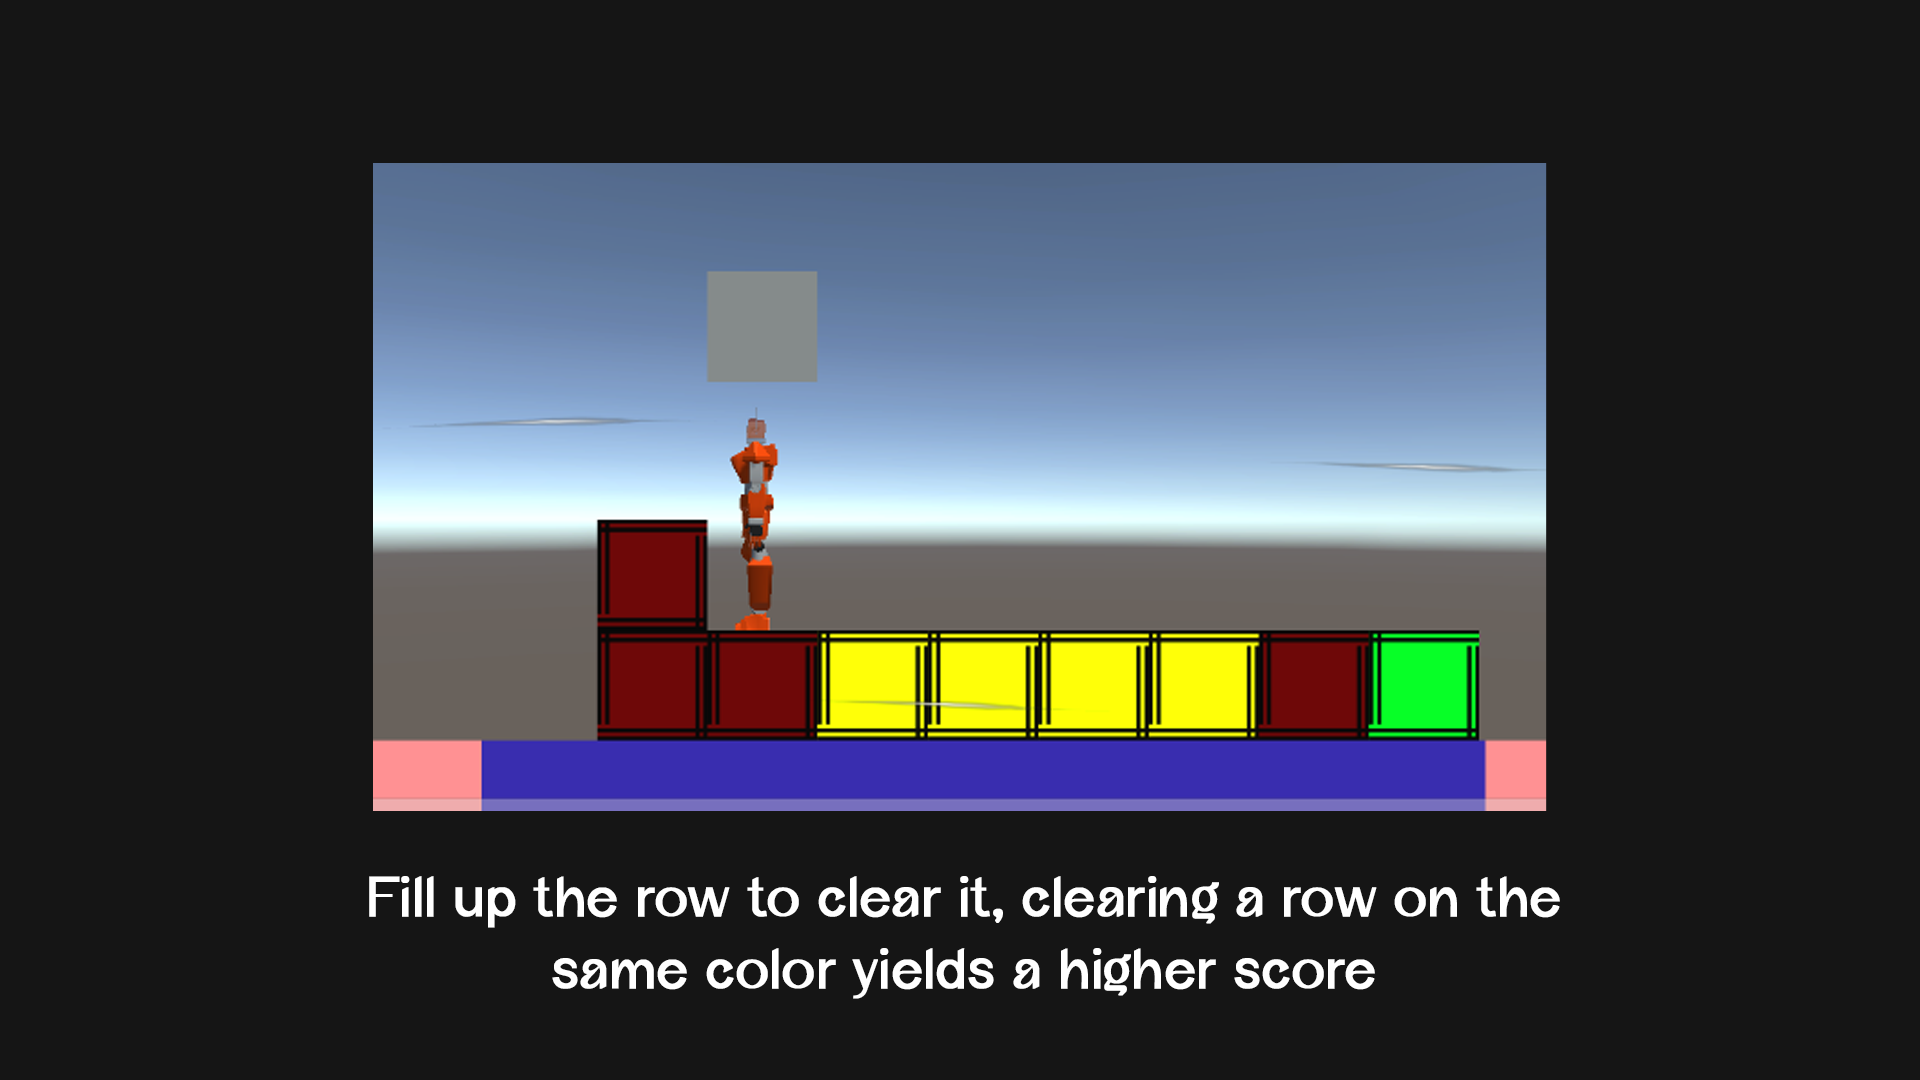 Fill up the row to clear it, clearing a row on the
same color yields a higher score